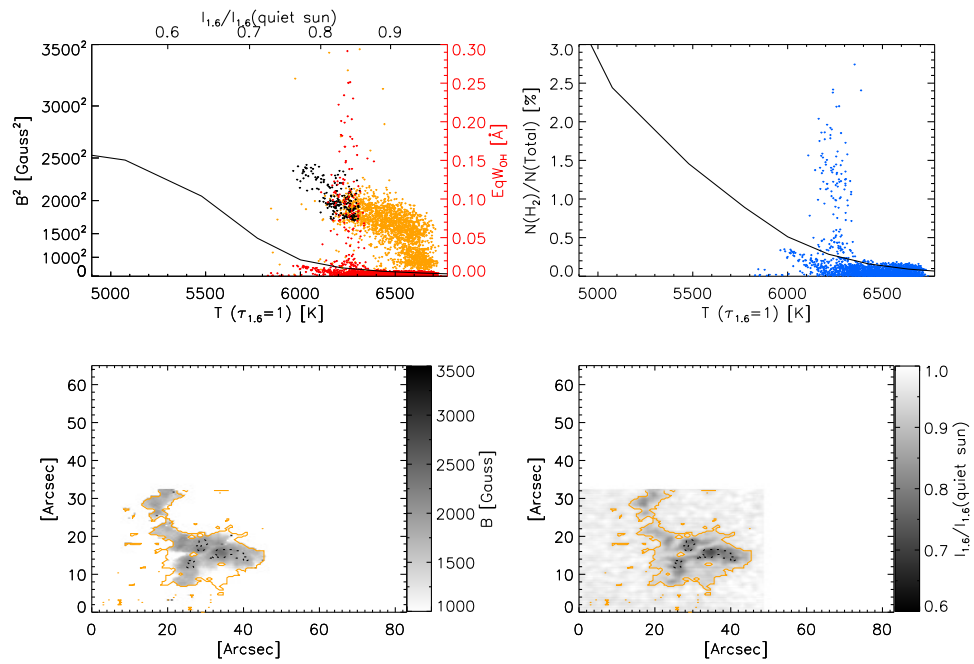 I1.6/I1.6(quiet sun)
0.6 0.7 0.8 0.9
3500² 3000² 2500² 2000² 1000² 0
B² [Gauss²]
0.30 0.25 0.20 0.15 0.10 0.05 0.00
EqWOH [Å]
5000 5500 6000 6500
T (τ1.6=1) [K]
3.0 2.5 2.0 1.5 1.0 0.5 0.0
N(H2)/N(Total) [%]
5000 5500 6000 6500
T (τ1.6=1) [K]
60 50 40 30 20 10 0
[Arcsec]
0 20 40 60 80
[Arcsec]
3500 3000 2500 2000 1500 1000
B [Gauss]
60 50 40 30 20 10 0
[Arcsec]
0 20 40 60 80
[Arcsec]
1.0 0.9 0.8 0.7 0.6
I1.6/I1.6(quiet sun)